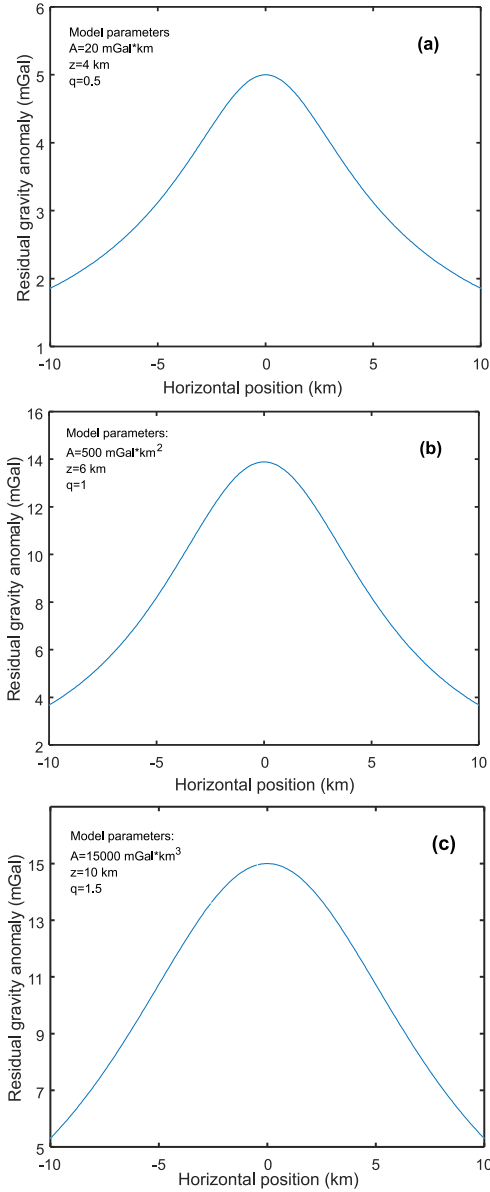 6
Model parameters
A=20 mGal*km
z=4 km
q=0.5
(a)
5
4
3
2
1
Residual gravity anomaly (mGal)
-10 -5 0 5 10
Horizontal position (km)
16
Model parameters:
A=500 mGal*km²
z=6 km
q=1
(b)
14
12
10
8
6
4
2
Residual gravity anomaly (mGal)
-10 -5 0 5 10
Horizontal position (km)
Model parameters:
A=15000 mGal*km³
z=10 km
q=1.5
(c)
15
13
11
9
7
5
Residual gravity anomaly (mGal)
-10 -5 0 5 10
Horizontal position (km)